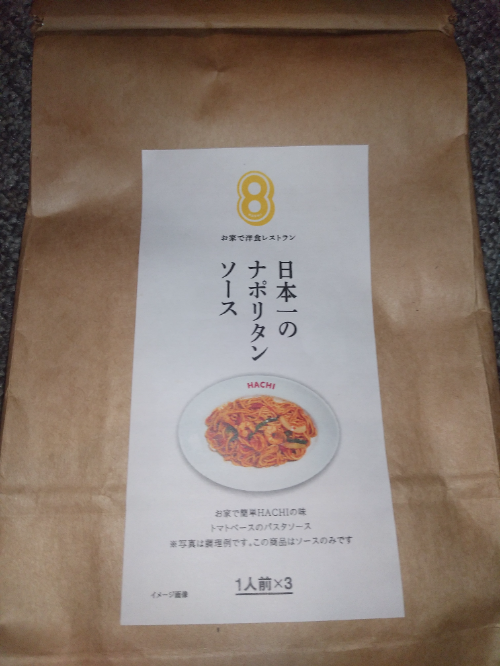 8
お家で洋食レストラン
日本一の
ナポリタン
ソース
HACHI
お家で簡単HACHIの味
トマトベースのパスタソース
※写真は調理例です。この商品はソースのみです
イメージ画像
1人前×3